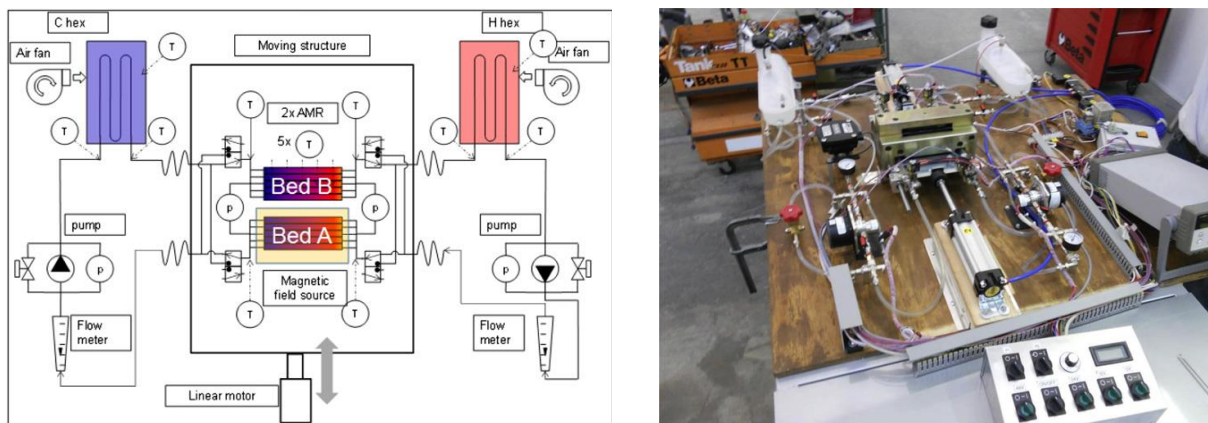 C hex
H hex
Air fan
T
Moving structure
T
Air fan
T
T
T
2x AMR
T
T
T
5x
T
Bed B
p
p
Bed A
pump
pump
p
p
Magnetic
field source
T
T
Flow
meter
Flow
meter
Linear motor
Beta
TT
Beta